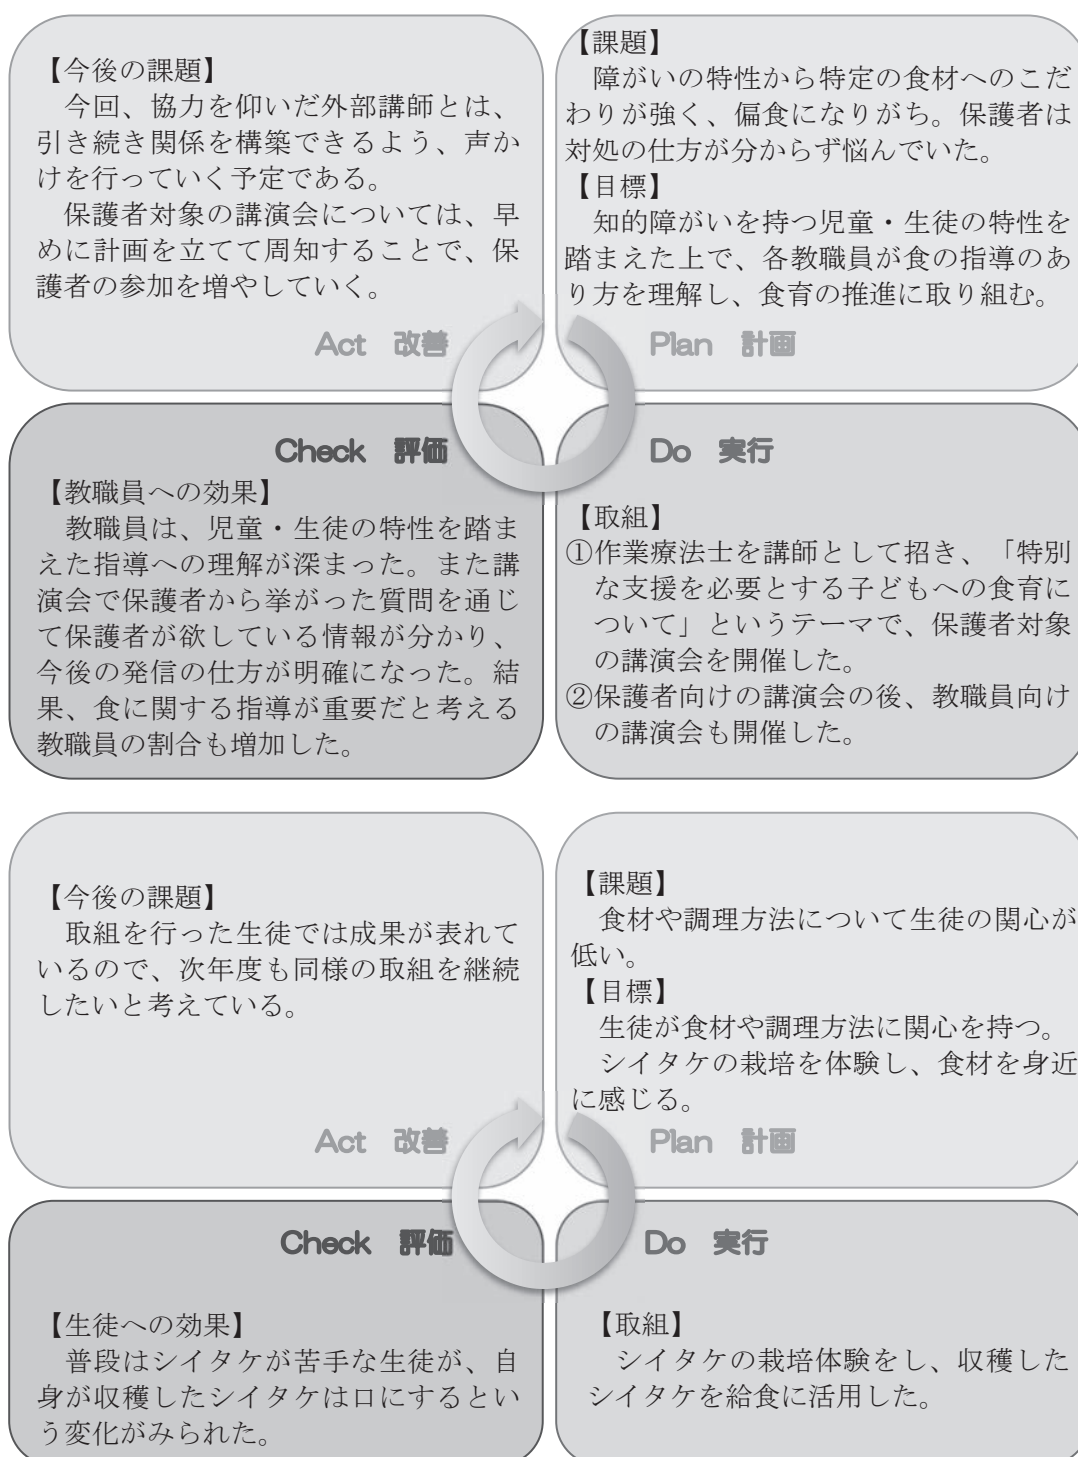 【今後の課題】
　今回、協力を仰いだ外部講師とは、
引き続き関係を構築できるよう、声か
けを行っていく予定である。
　保護者対象の講演会については、早
めに計画を立てて周知することで、保
護者の参加を増やしていく。
Act　改善
【課題】
　障がいの特性から特定の食材へのこだ
わりが強く、偏食になりがち。保護者は
対処の仕方が分からず悩んでいた。
【目標】
　知的障がいを持つ児童・生徒の特性を
踏まえた上で、各教職員が食の指導のあ
り方を理解し、食育の推進に取り組む。
Plan　計画
Check　評価
【教職員への効果】
　教職員は、児童・生徒の特性を踏ま
えた指導への理解が深まった。また講
演会で保護者から挙がった質問を通じ
て保護者が欲している情報が分かり、
今後の発信の仕方が明確になった。結
果、食に関する指導が重要だと考える
教職員の割合も増加した。
Do　実行
【取組】
①作業療法士を講師として招き、「特別
な支援を必要とする子どもへの食育に
ついて」というテーマで、保護者対象
の講演会を開催した。
②保護者向けの講演会の後、教職員向け
の講演会も開催した。
【今後の課題】
　取組を行った生徒では成果が表れて
いるので、次年度も同様の取組を継続
したいと考えている。
Act　改善
【課題】
　食材や調理方法について生徒の関心が
低い。
【目標】
　生徒が食材や調理方法に関心を持つ。
　シイタケの栽培を体験し、食材を身近
に感じる。
Plan　計画
Check　評価
【生徒への効果】
　普段はシイタケが苦手な生徒が、自
身が収穫したシイタケは口にするとい
う変化がみられた。
Do　実行
【取組】
　シイタケの栽培体験をし、収穫した
シイタケを給食に活用した。